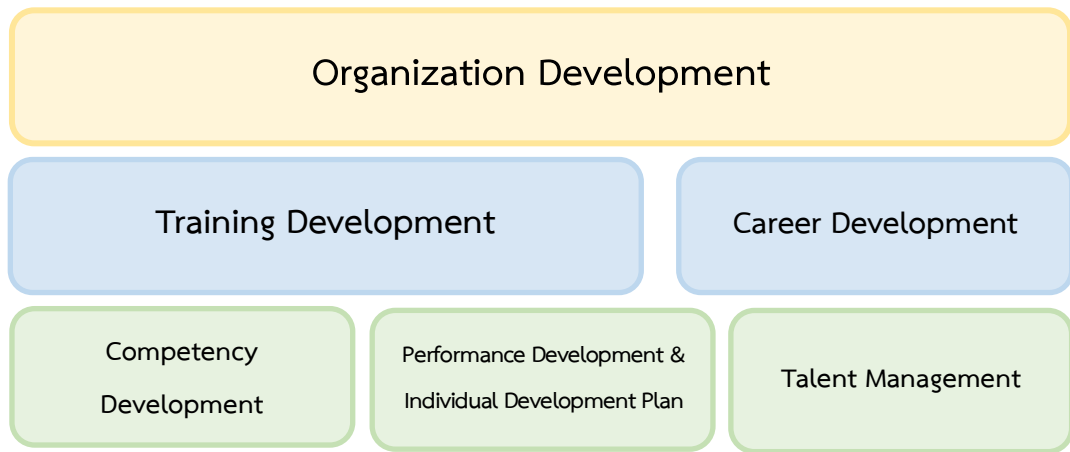 Organization Development
Training Development
Career Development
Competency
Development
Performance Development &
Individual Development Plan
Talent Management